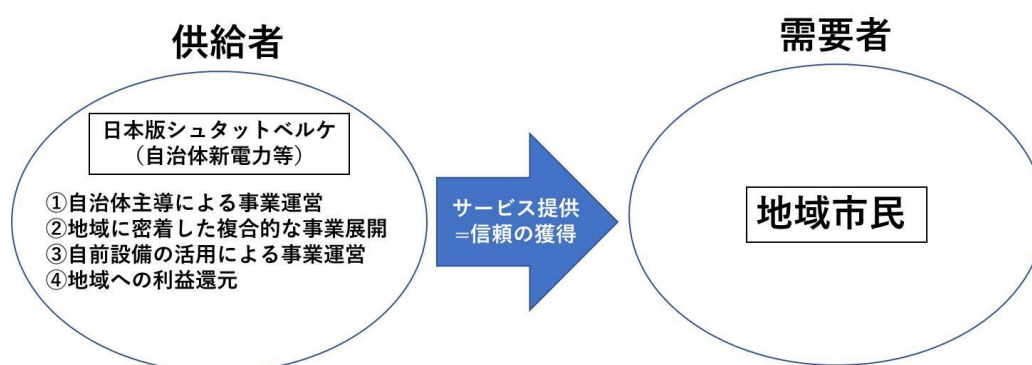 供給者
日本版シュタットベルケ
（自治体新電力等）
①自治体主導による事業運営
②地域に密着した複合的な事業展開
③自前設備の活用による事業運営
④地域への利益還元
サービス提供
=信頼の獲得
需要者
地域市民